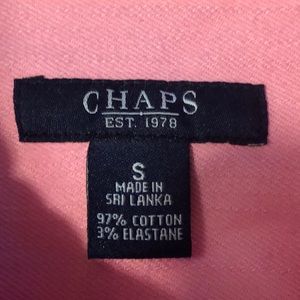 CHAPS
EST. 1978
S
MADE IN
SRI LANKA
97% COTTON
3% ELASTANE